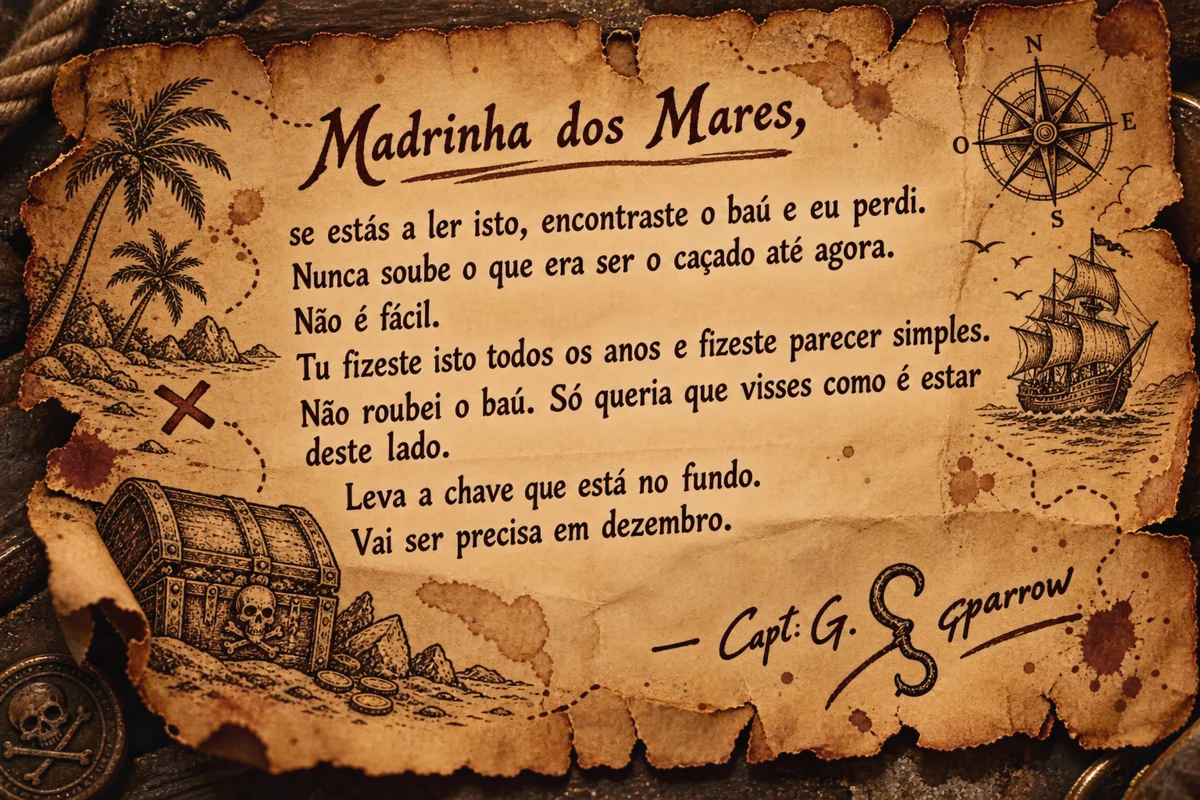 Madrinha dos Mares,
se estás a ler isto, encontraste o baú e eu perdi.
Nunca soube o que era ser o caçado até agora.
Não é fácil.
Tu fizeste isto todos os anos e fizeste parecer simples.
Não roubei o baú. Só queria que visses como é estar
deste lado.
Leva a chave que está no fundo.
Vai ser precisa em dezembro.
— Capt: G. Gparrow
N
E
O
S